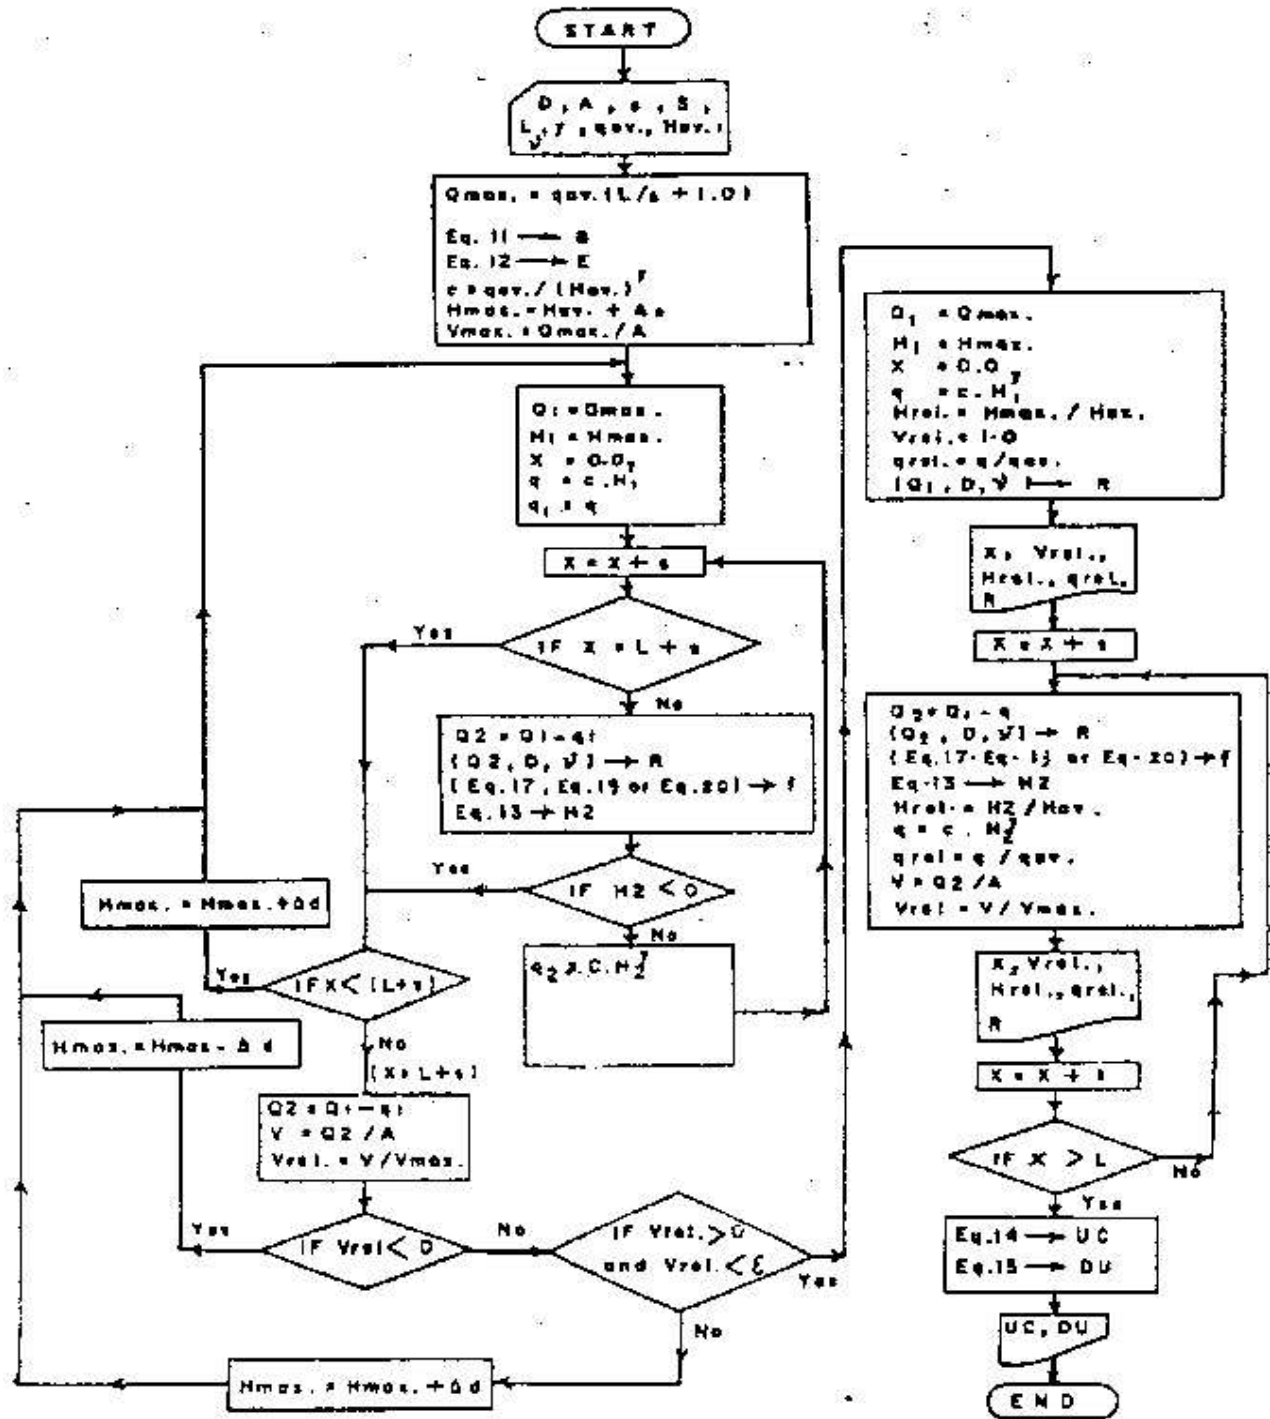 START
D, A, s, S,
L, γ, qav., Hav.,
Qmax. = qav.(L/s + 1.0)
Eq. 11 → a
Eq. 12 → E
c = qav./(Hav.)^γ
Hmax. = Hav. + A s
Vmax. = Qmax./A
Q1 = Qmax.
H1 = Hmax.
X = 0.0
q = c.H1^γ
q1 = q
X = X + s
IF X = L + s
Yes
No
Q2 = Q1 - q1
(Q2, D, ν) → R
(Eq.17, Eq.19 or Eq.20) → f
Eq.13 → H2
IF H2 < 0
Yes
No
q2 = C.H2^γ
Hmax. = Hmax. + Δd
IF X < (L+s)
Yes
No
(X = L+s)
Hmax. = Hmax. - Δd
Q2 = Q1 - q1
V = Q2/A
Vrel. = V/Vmax.
IF Vrel < 0
Yes
No
IF Vrel. > 0
and Vrel. < ε
Yes
No
Hmax. = Hmax. + Δd
Q1 = Qmax.
H1 = Hmax.
X = 0.0
q = c.H1^γ
Hrel. = Hmax./Hav.
Vrel. = 1.0
qrel. = q/qav.
(Q1, D, ν) → R
X, Vrel.,
Hrel., qrel.,
R
X = X + s
Q2 = Q1 - q
(Q2, D, ν) → R
(Eq.17, Eq.19 or Eq.20) → f
Eq.13 → H2
Hrel. = H2/Hav.
q = c.H2^γ
qrel = q/qav.
V = Q2/A
Vrel = V/Vmax.
X, Vrel.,
Hrel., qrel.,
R
X = X + s
IF X > L
No
Yes
Eq.14 → UC
Eq.15 → DU
UC, DU
END